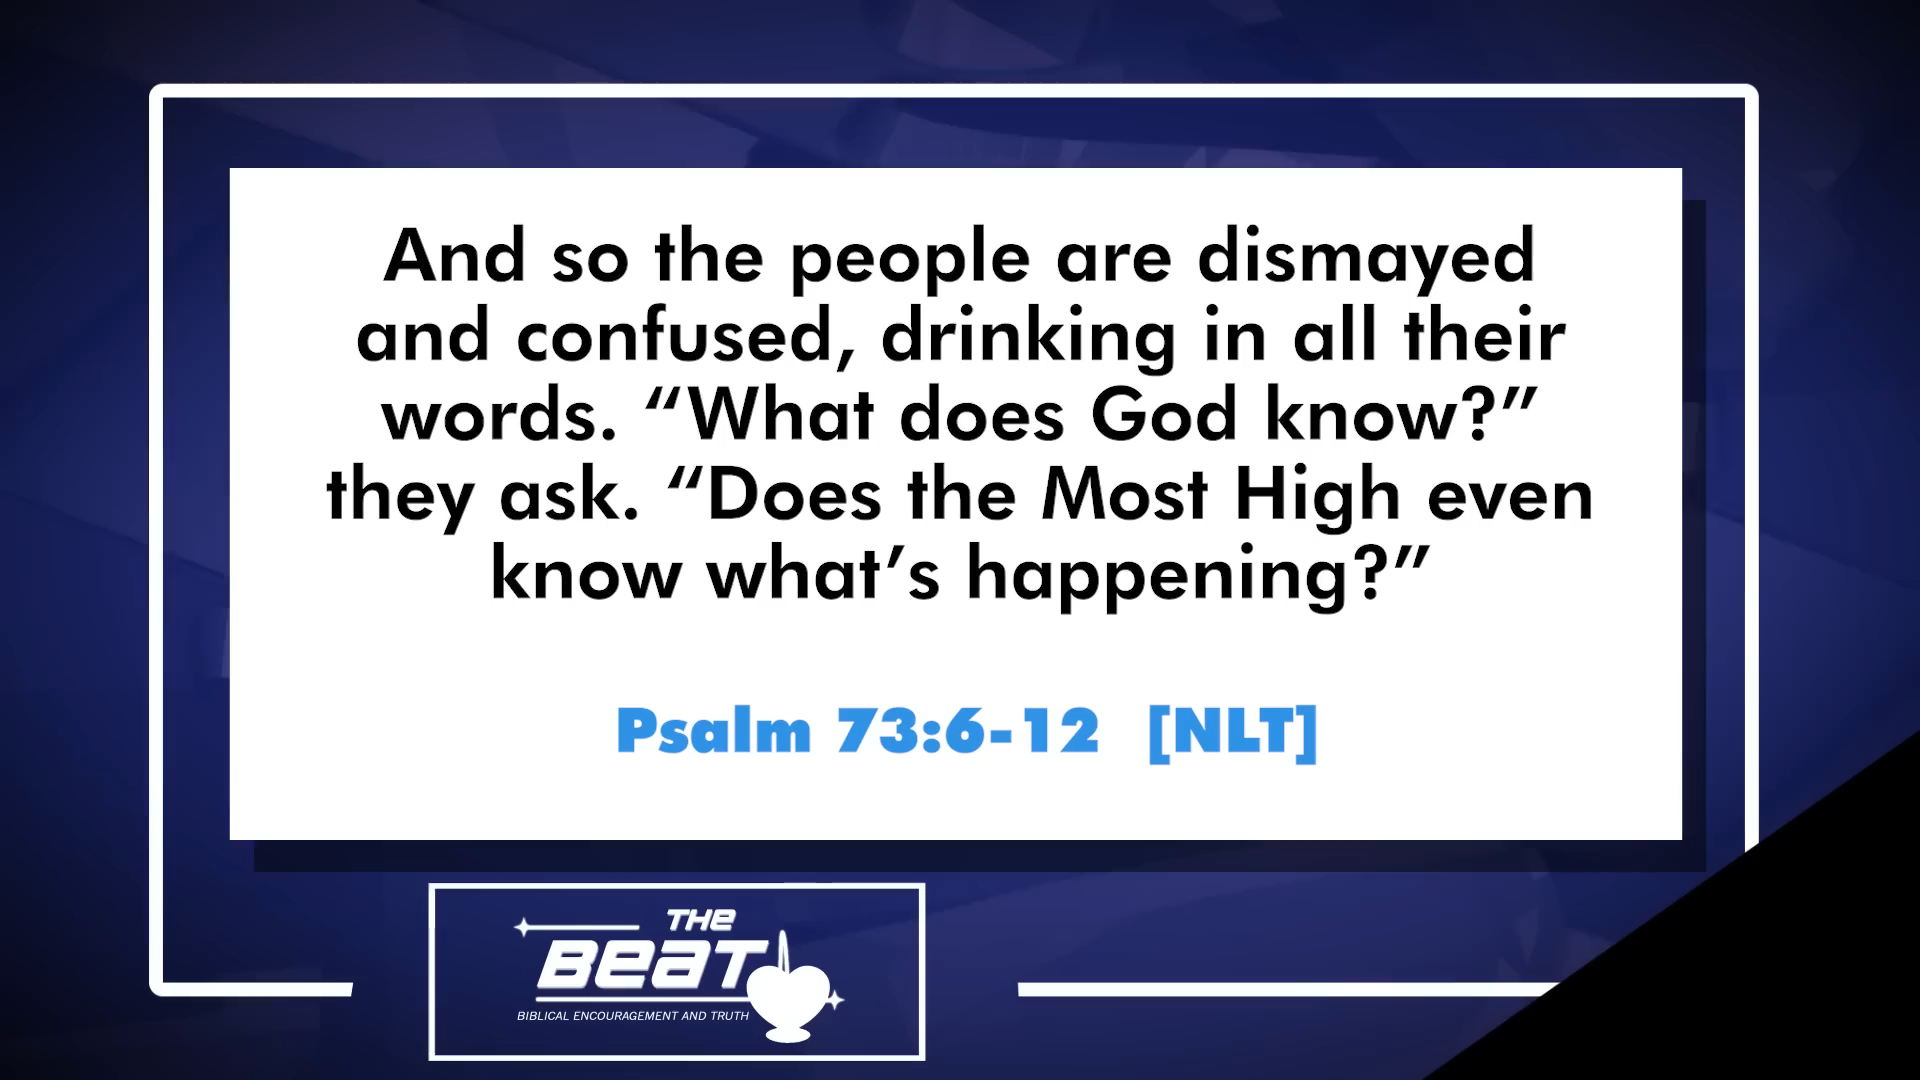 And so the people are dismayed
and confused, drinking in all their
words. “What does God know?”
they ask. “Does the Most High even
know what’s happening?”
Psalm 73:6-12 [NLT]
THE
BEAT
BIBLICAL ENCOURAGEMENT AND TRUTH